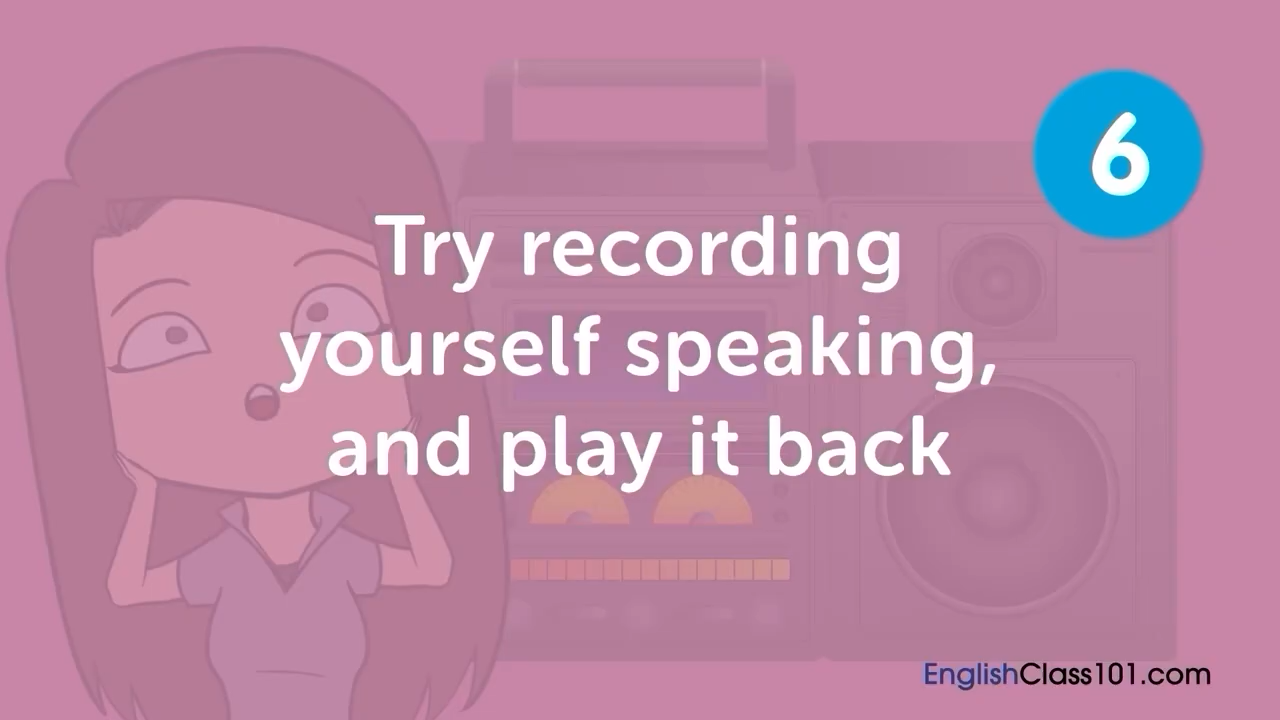 6
Try recording
yourself speaking,
and play it back
EnglishClass101.com